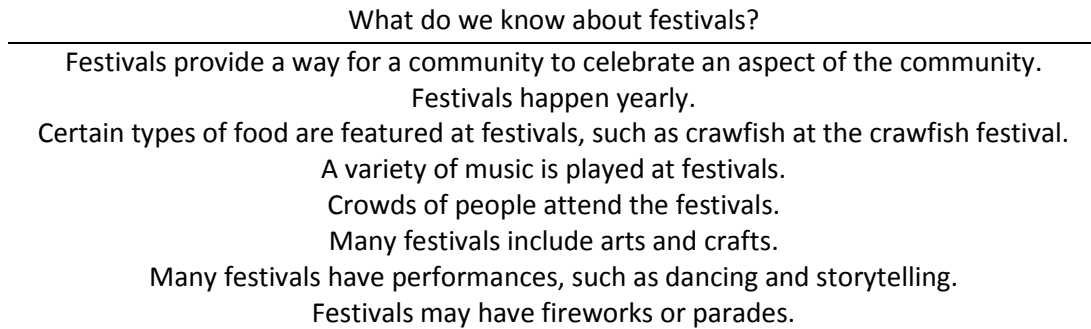 What do we know about festivals?
Festivals provide a way for a community to celebrate an aspect of the community.
Festivals happen yearly.
Certain types of food are featured at festivals, such as crawfish at the crawfish festival.
A variety of music is played at festivals.
Crowds of people attend the festivals.
Many festivals include arts and crafts.
Many festivals have performances, such as dancing and storytelling.
Festivals may have fireworks or parades.